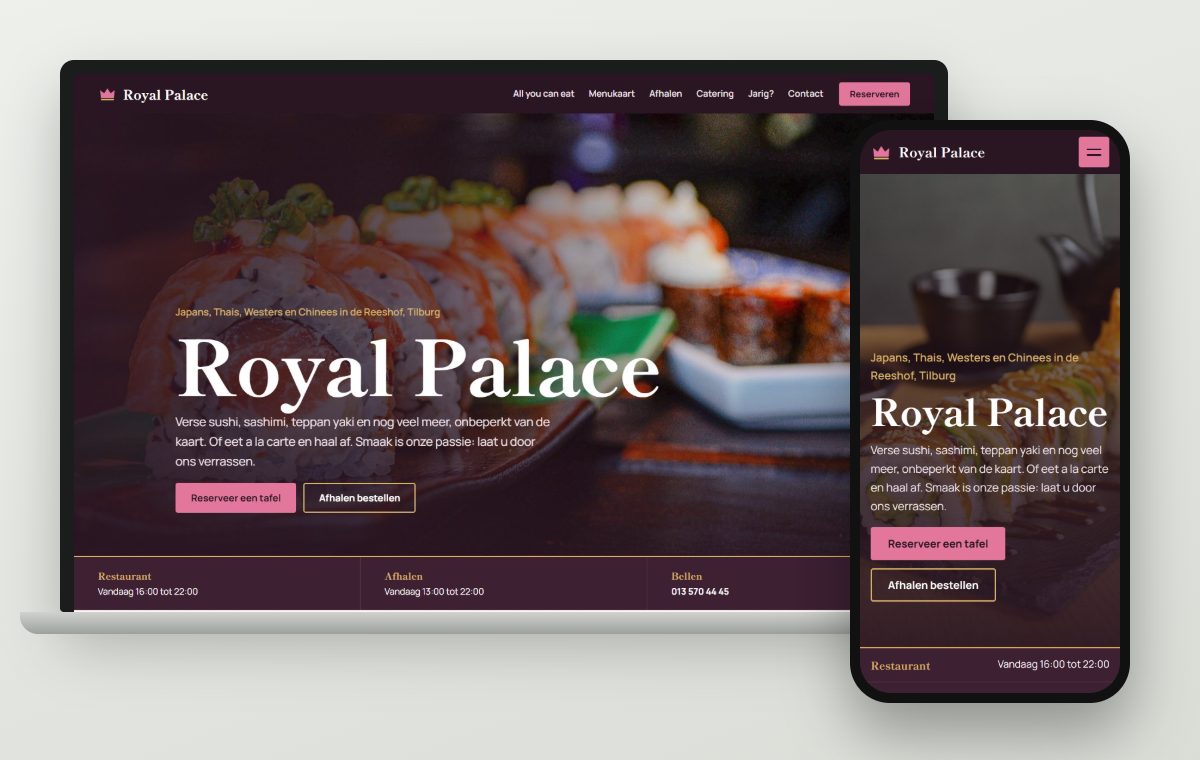 Royal Palace
All you can eat Menukaart Afhalen Catering Jarig? Contact Reserveren
Japans, Thais, Westers en Chinees in de Reeshof, Tilburg
Royal Palace
Verse sushi, sashimi, teppan yaki en nog veel meer, onbeperkt van de
kaart. Of eet a la carte en haal af. Smaak is onze passie: laat u door
ons verrassen.
Reserveer een tafel Afhalen bestellen
Restaurant
Vandaag 16:00 tot 22:00
Afhalen
Vandaag 13:00 tot 22:00
Bellen
013 570 44 45
Royal Palace
Japans, Thais, Westers en Chinees in de
Reeshof, Tilburg
Royal Palace
Verse sushi, sashimi, teppan yaki en nog veel
meer, onbeperkt van de kaart. Of eet a la carte
en haal af. Smaak is onze passie: laat u door
ons verrassen.
Reserveer een tafel
Afhalen bestellen
Restaurant Vandaag 16:00 tot 22:00